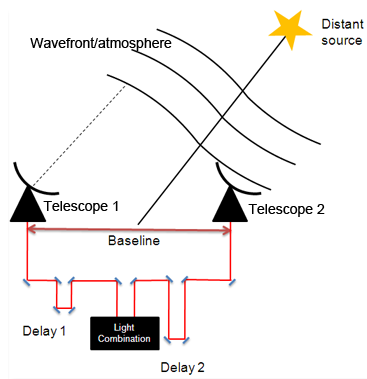 Distant
source
Wavefront/atmosphere
Telescope 1
Telescope 2
Baseline
Delay 1
Light
Combination
Delay 2